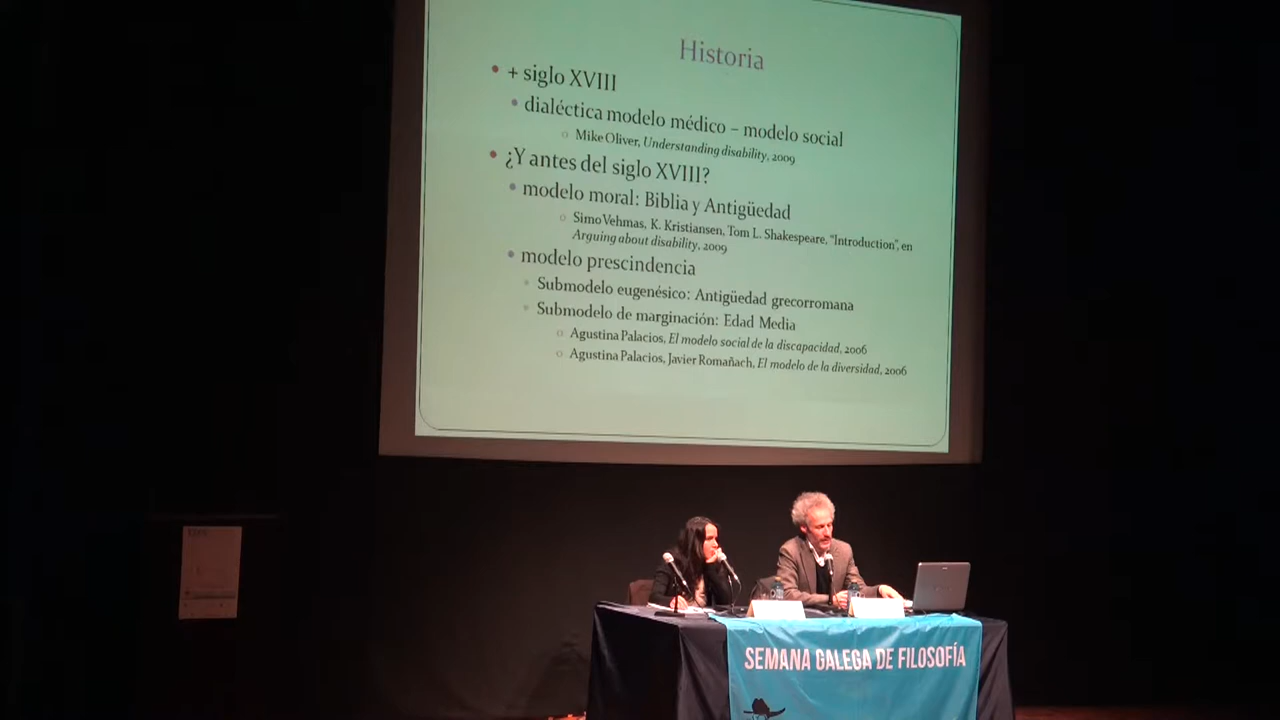 Historia
+ siglo XVIII
dialéctica modelo médico – modelo social
Mike Oliver, Understanding disability, 2009
¿Y antes del siglo XVIII?
modelo moral: Biblia y Antigüedad
Simo Vehmas, K. Kristiansen, Tom L. Shakespeare, "Introduction", en
Arguing about disability, 2009
modelo prescindencia
Submodelo eugenésico: Antigüedad grecorromana
Submodelo de marginación: Edad Media
Agustina Palacios, El modelo social de la discapacidad, 2006
Agustina Palacios, Javier Romañach, El modelo de la diversidad, 2006
SEMANA GALEGA DE FILOSOFÍA